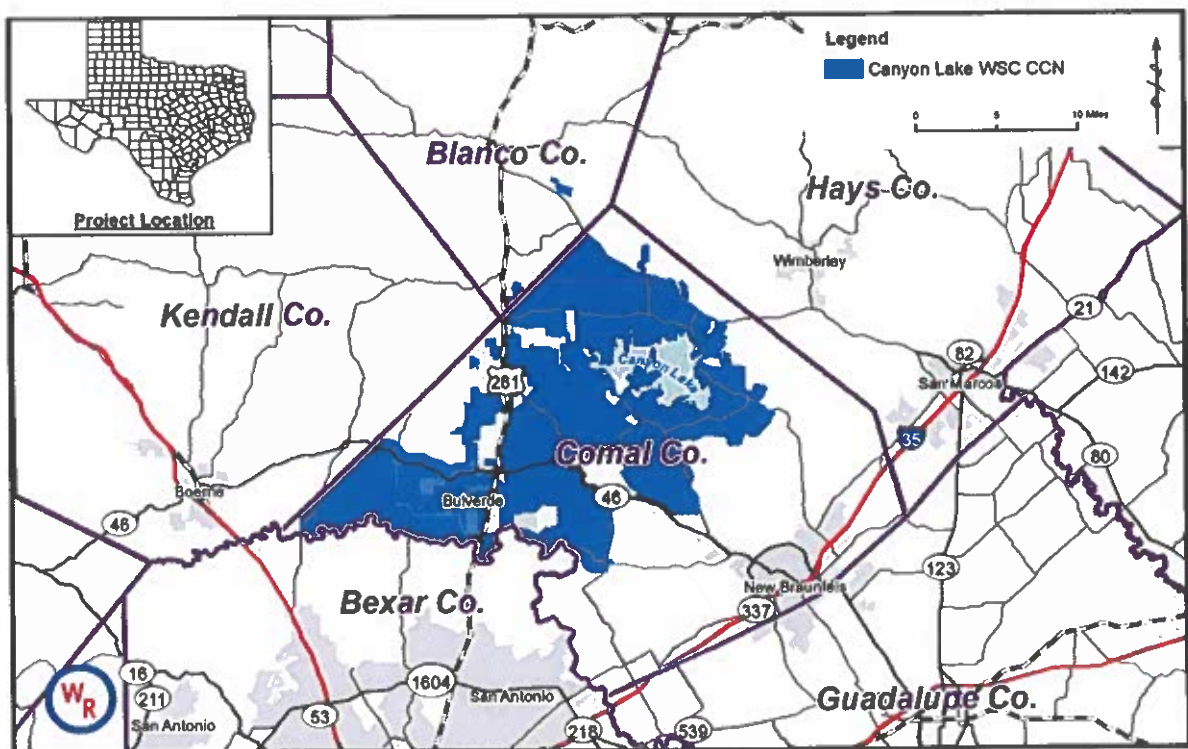 Legend
Canyon Lake WSC CCN
0 5 10 Miles
Project Location
Blanco Co.
Hays Co.
Wimberley
Kendall Co.
21
82
San Marcos
142
Canyon Lake
281
35
Comal Co.
80
Boerne
Bulverde
46
46
123
New Braunfels
337
Bexar Co.
16
211
1604
San Antonio
San Antonio
53
218
539
Guadalupe Co.
WR